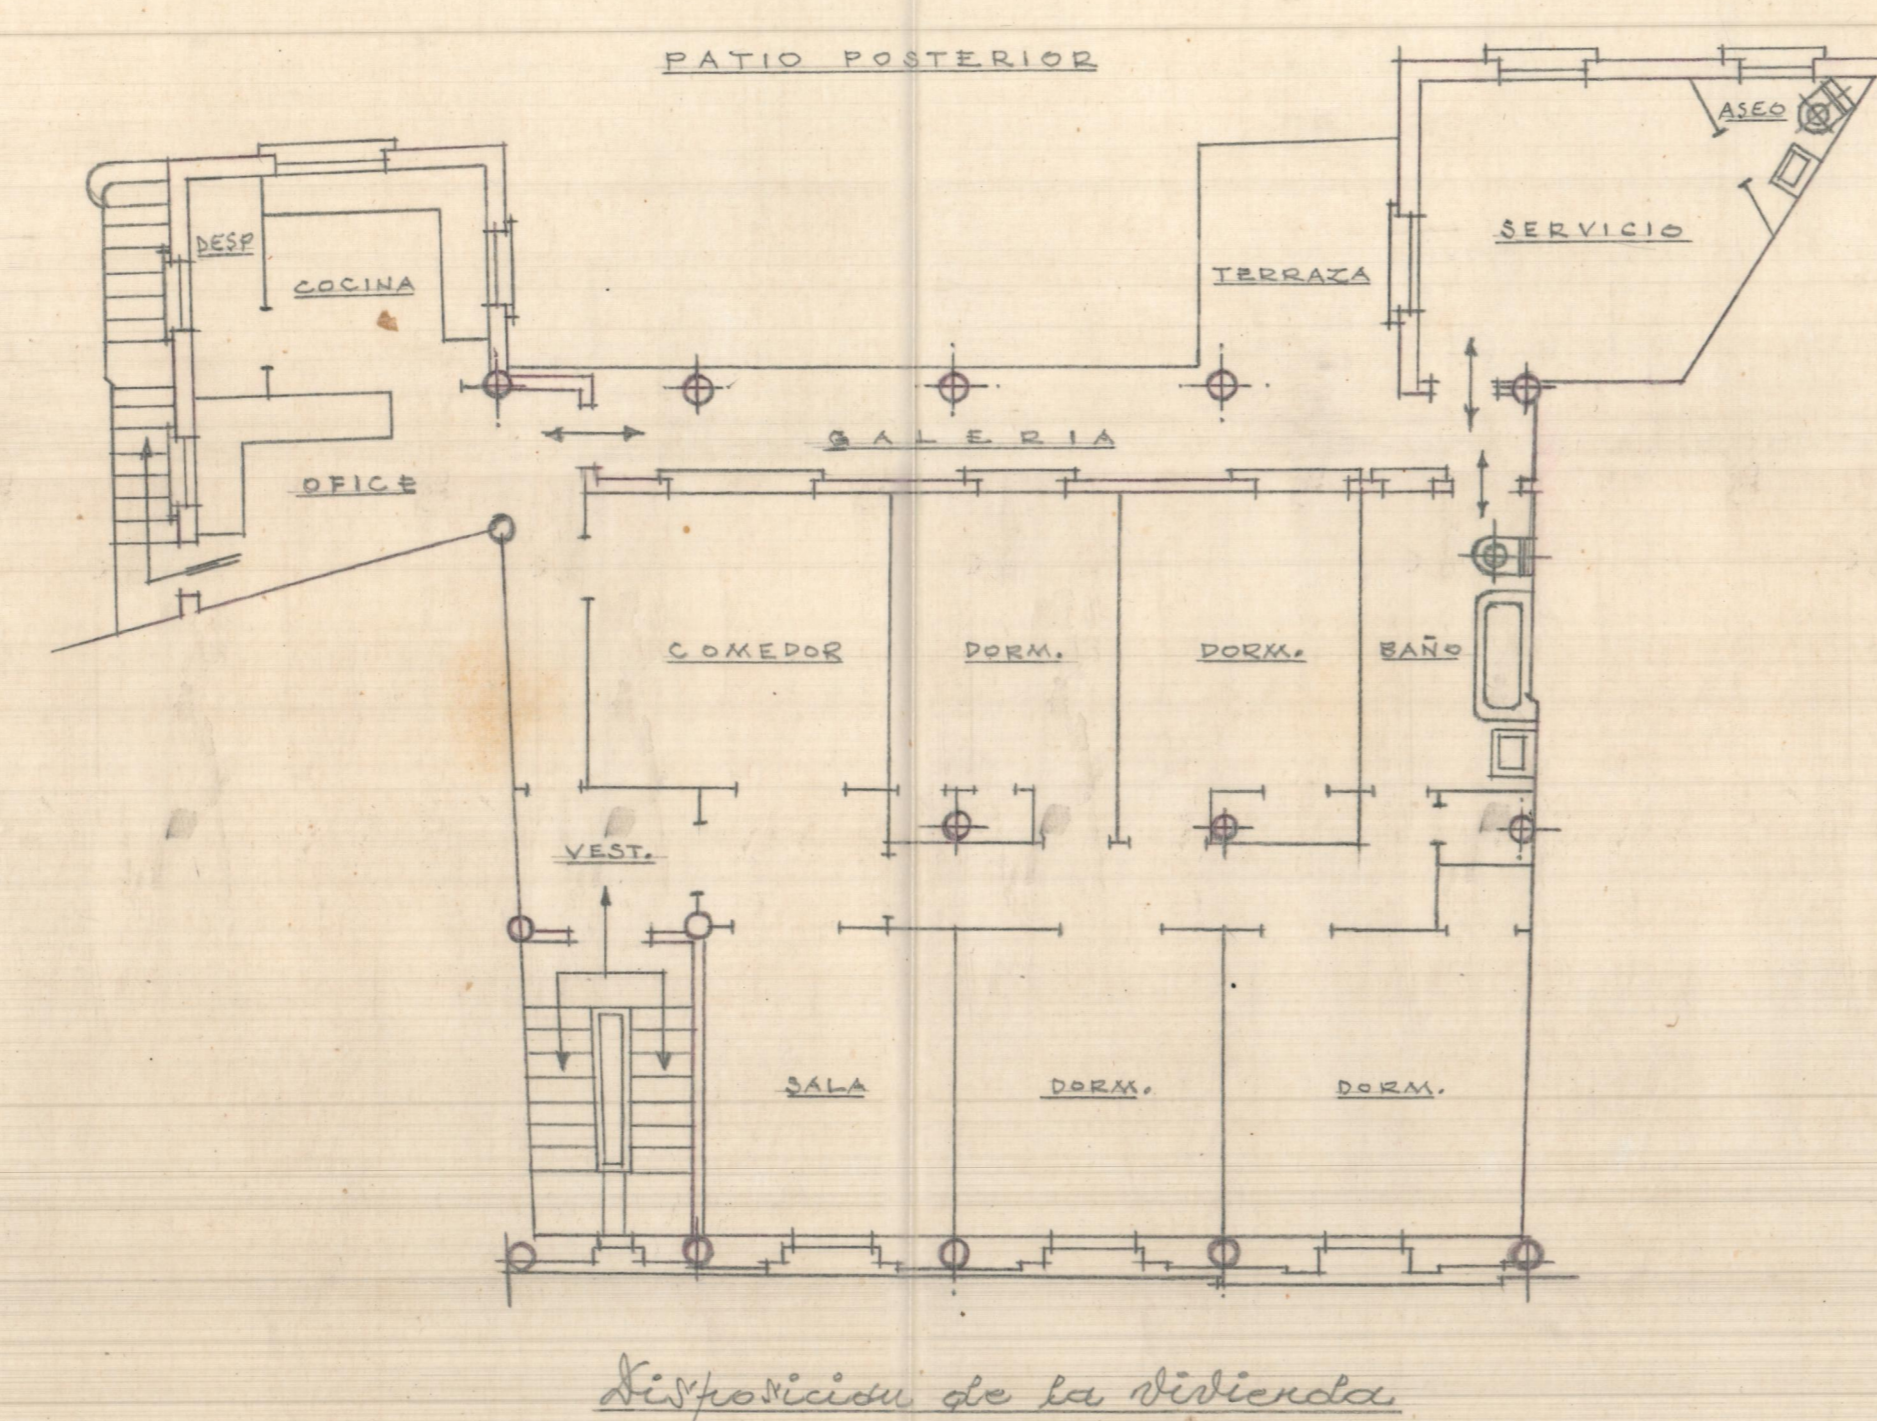 PATIO POSTERIOR
ASEO
SERVICIO
DESP
COCINA
TERRAZA
GALERIA
OFICE
COMEDOR
DORM.
DORM.
BAÑO
VEST.
SALA
DORM.
DORM.
Disposicion de la vivienda